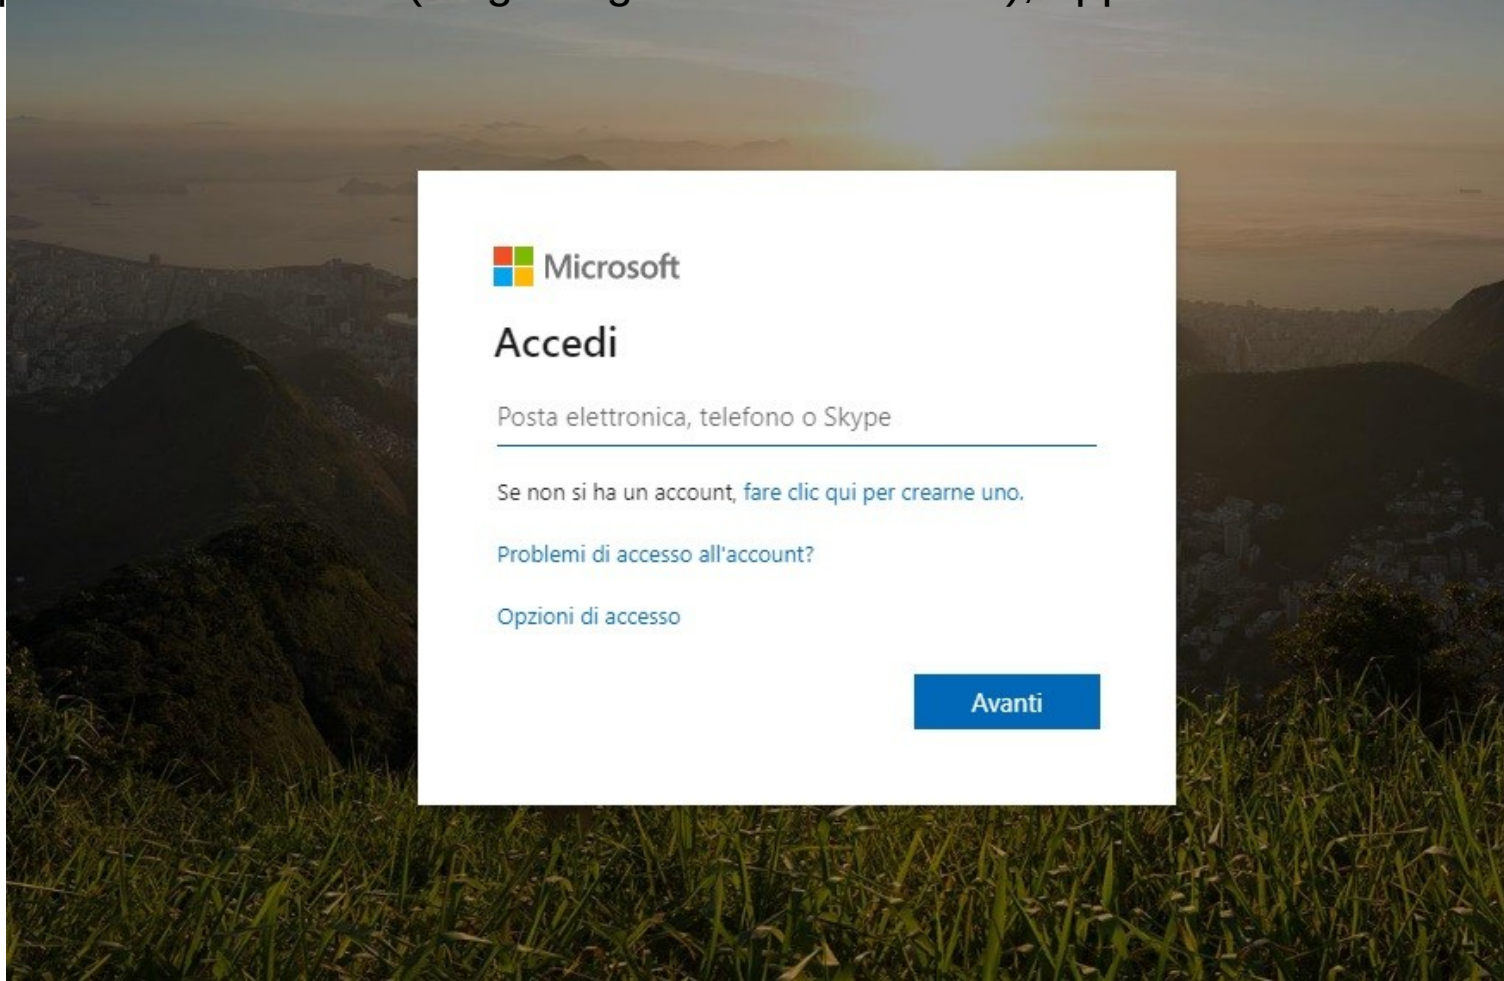 Microsoft
Accedi
Posta elettronica, telefono o Skype
Se non si ha un account, fare clic qui per crearne uno.
Problemi di accesso all'account?
Opzioni di accesso
Avanti